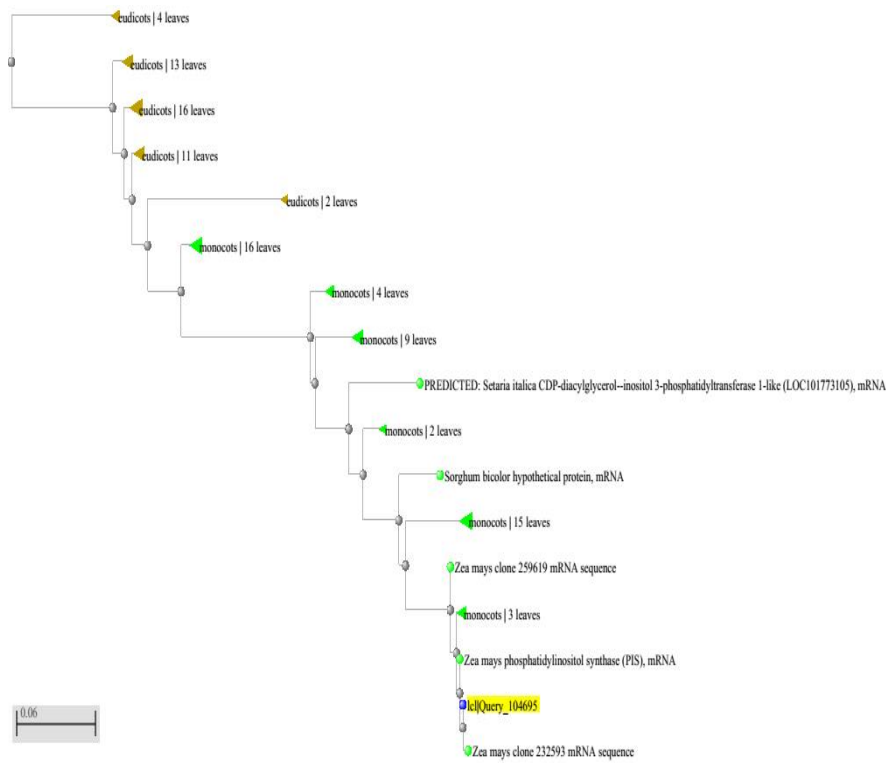 eudicots | 4 leaves
eudicots | 13 leaves
eudicots | 16 leaves
eudicots | 11 leaves
eudicots | 2 leaves
monocots | 16 leaves
monocots | 4 leaves
monocots | 9 leaves
PREDICTED: Setaria italica CDP-diacylglycerol--inositol 3-phosphatidyltransferase 1-like (LOC101773105), mRNA
monocots | 2 leaves
Sorghum bicolor hypothetical protein, mRNA
monocots | 15 leaves
Zea mays clone 259619 mRNA sequence
monocots | 3 leaves
Zea mays phosphatidylinositol synthase (PIS), mRNA
lcl|Query_104695
0.06
Zea mays clone 232593 mRNA sequence